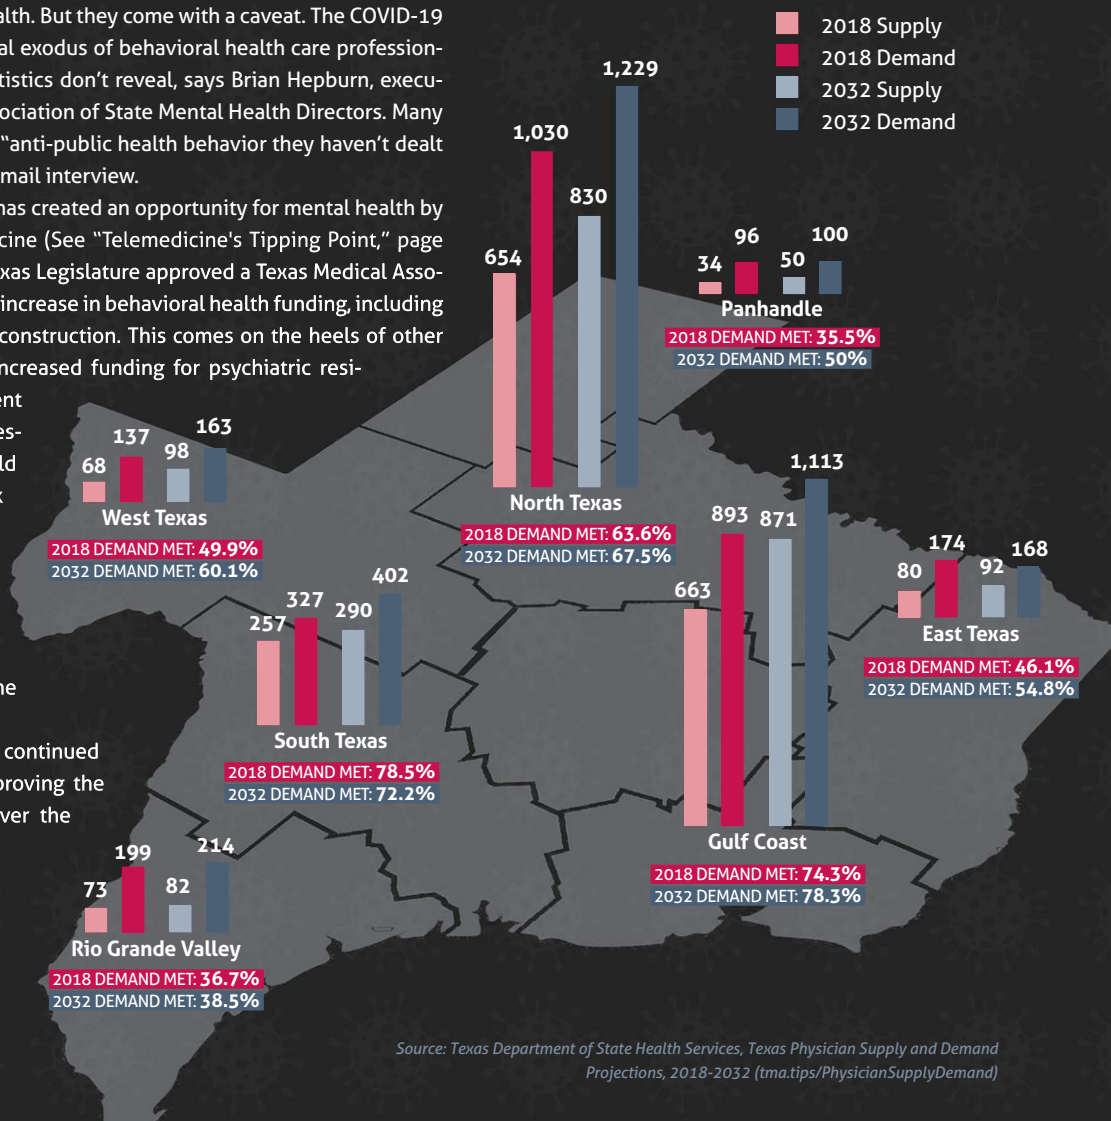 alth. But they come with a caveat. The COVID-19
al exodus of behavioral health care profession-
tistics don't reveal, says Brian Hepburn, execu-
ociation of State Mental Health Directors. Many
"anti-public health behavior they haven't dealt
mail interview.
has created an opportunity for mental health by
cine (See "Telemedicine's Tipping Point," page
xas Legislature approved a Texas Medical Asso-
increase in behavioral health funding, including
construction. This comes on the heels of other
ncreased funding for psychiatric resi-
ent
es-
ld
x
ne
continued
proving the
ver the
2018 Supply
2018 Demand
2032 Supply
2032 Demand
654
1,030
830
1,229
North Texas
2018 DEMAND MET: 63.6%
2032 DEMAND MET: 67.5%
34
96
50
100
Panhandle
2018 DEMAND MET: 35.5%
2032 DEMAND MET: 50%
68
137
98
163
West Texas
2018 DEMAND MET: 49.9%
2032 DEMAND MET: 60.1%
663
893
871
1,113
Gulf Coast
2018 DEMAND MET: 74.3%
2032 DEMAND MET: 78.3%
80
174
92
168
East Texas
2018 DEMAND MET: 46.1%
2032 DEMAND MET: 54.8%
257
327
290
402
South Texas
2018 DEMAND MET: 78.5%
2032 DEMAND MET: 72.2%
73
199
82
214
Rio Grande Valley
2018 DEMAND MET: 36.7%
2032 DEMAND MET: 38.5%
Source: Texas Department of State Health Services, Texas Physician Supply and Demand
Projections, 2018-2032 (tma.tips/PhysicianSupplyDemand)